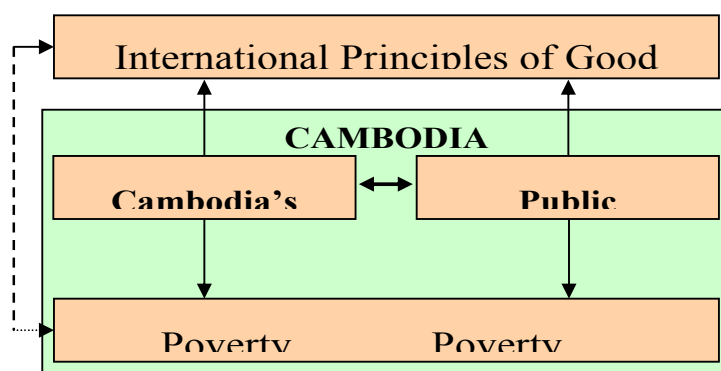 International Principles of Good
CAMBODIA
Cambodia's
Public
Poverty Poverty